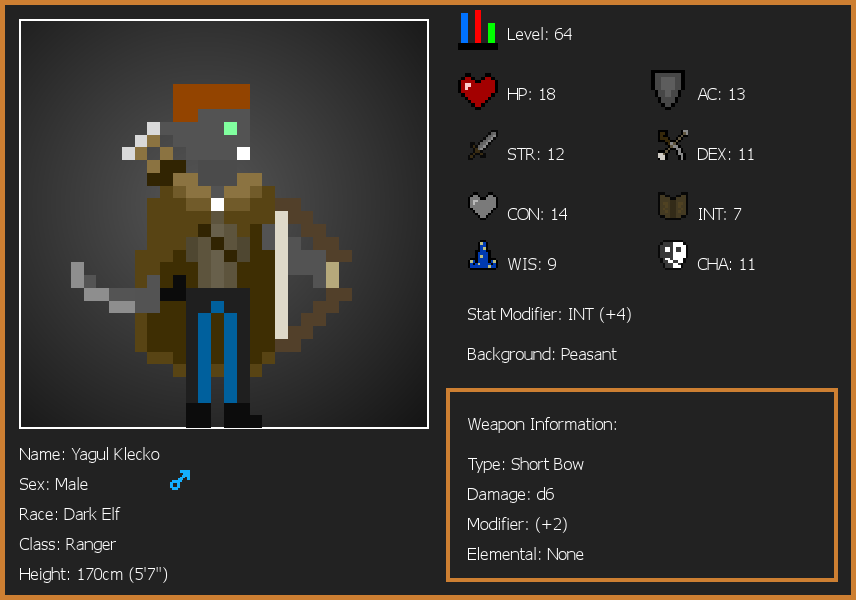 Level: 64
HP: 18
AC: 13
STR: 12
DEX: 11
CON: 14
INT: 7
WIS: 9
CHA: 11
Stat Modifier: INT (+4)
Background: Peasant
Weapon Information:
Type: Short Bow
Damage: d6
Modifier: (+2)
Elemental: None
Name: Yagul Klecko
Sex: Male
Race: Dark Elf
Class: Ranger
Height: 170cm (5'7")